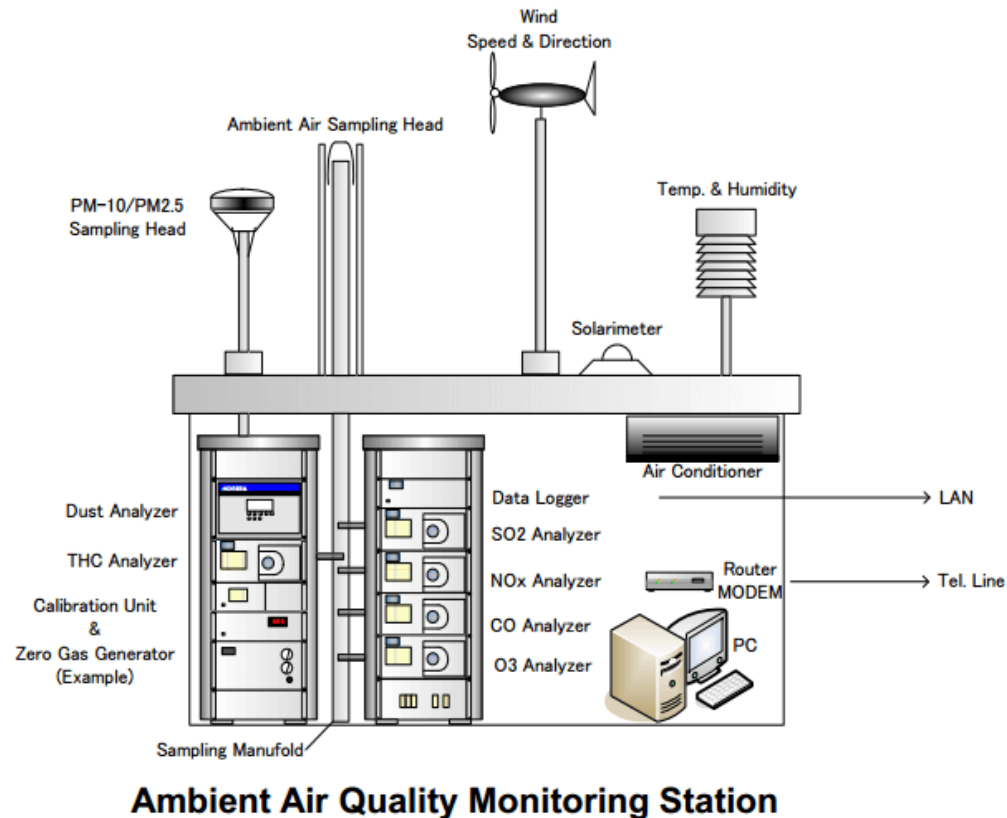 Wind
Speed & Direction
Ambient Air Sampling Head
Temp. & Humidity
PM-10/PM2.5
Sampling Head
Solarimeter
Air Conditioner
HORIBA
Dust Analyzer
Data Logger
LAN
SO2 Analyzer
THC Analyzer
NOx Analyzer
Router
MODEM
Tel. Line
Calibration Unit
&
Zero Gas Generator
(Example)
CO Analyzer
PC
O3 Analyzer
Sampling Manufold
Ambient Air Quality Monitoring Station